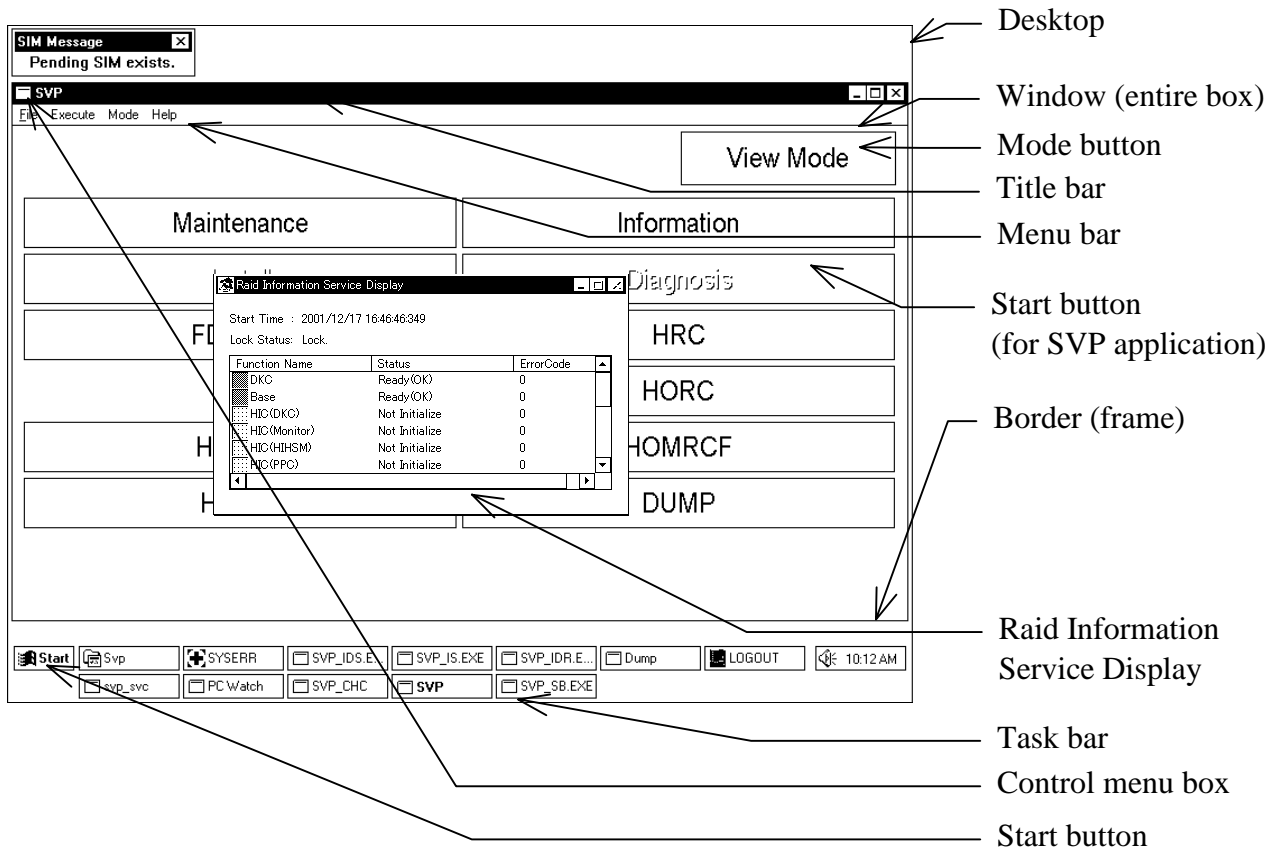 SIM Message
Pending SIM exists.
SVP
File Execute Mode Help
View Mode
Maintenance
Information
Diagnosis
HRC
HORC
HOMRCF
DUMP
Raid Information Service Display
Start Time : 2001/12/17 16:46:46:349
Lock Status: Lock.
Function Name Status ErrorCode
DKC Ready(OK) 0
Base Ready(OK) 0
HIC(DKC) Not Initialize 0
HIC(Monitor) Not Initialize 0
HIC(HIHSM) Not Initialize 0
HIC(PPC) Not Initialize 0
Start Svp SYSERR SVP_IDS.E... SVP_IS.EXE SVP_IDR.E... Dump LOGOUT 10:12 AM
svp_svc PC Watch SVP_CHC SVP SVP_SB.EXE
Desktop
Window (entire box)
Mode button
Title bar
Menu bar
Start button
(for SVP application)
Border (frame)
Raid Information
Service Display
Task bar
Control menu box
Start button